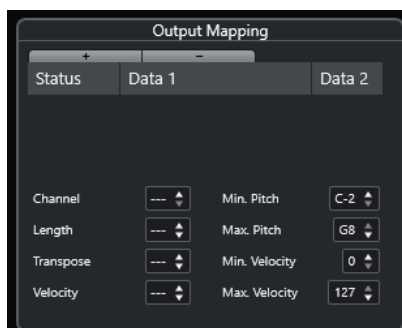 Output Mapping
+ −
Status Data 1 Data 2
Channel --- Min. Pitch C-2
Length --- Max. Pitch G8
Transpose --- Min. Velocity 0
Velocity --- Max. Velocity 127